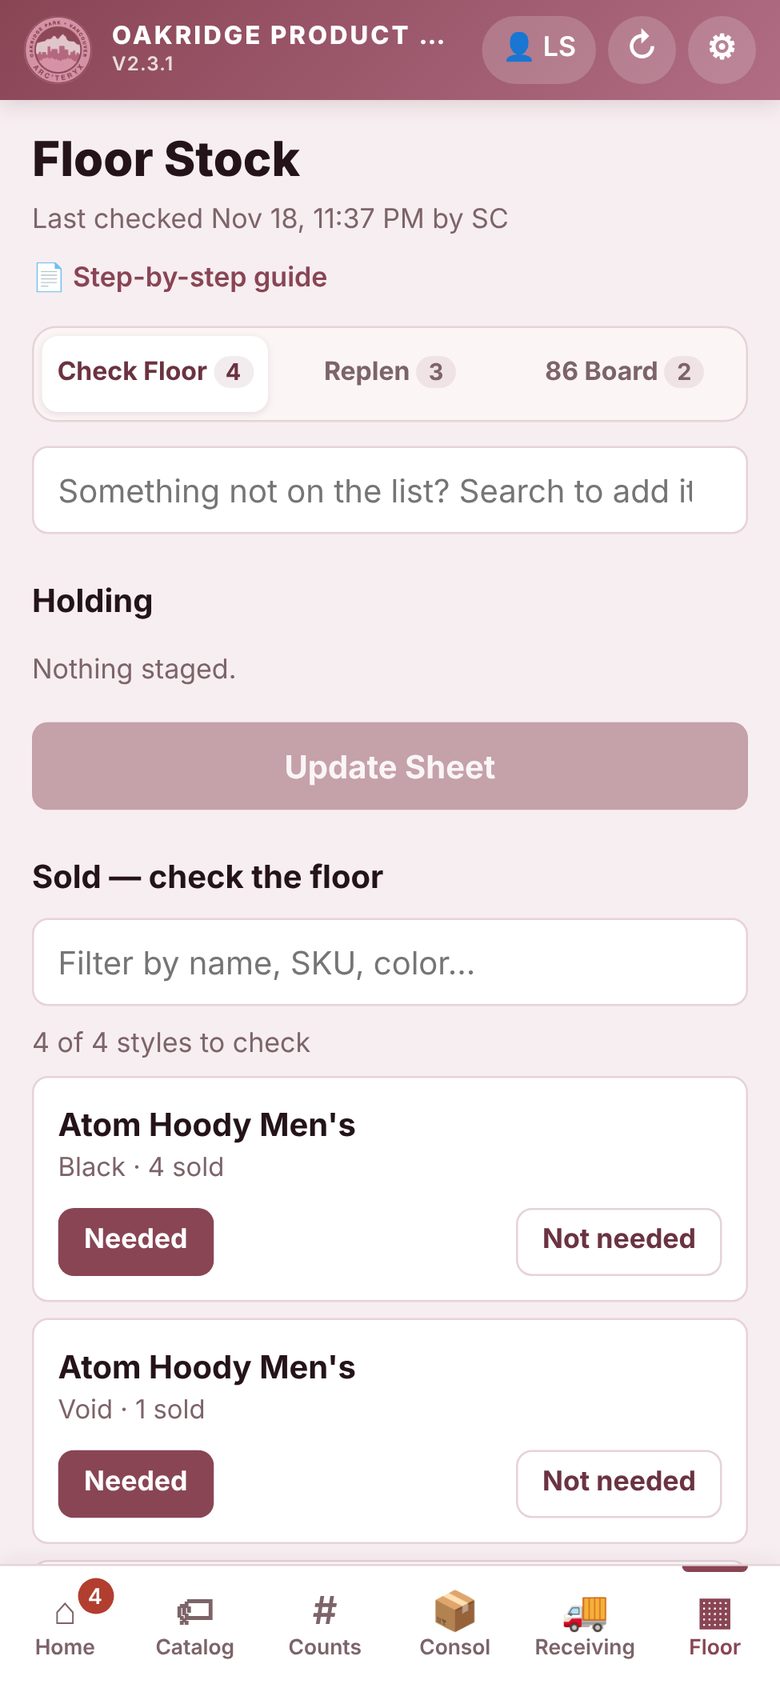 OAKRIDGE PRODUCT ...
V2.3.1
LS
Floor Stock
Last checked Nov 18, 11:37 PM by SC
Step-by-step guide
Check Floor 4
Replen 3
86 Board 2
Something not on the list? Search to add it
Holding
Nothing staged.
Update Sheet
Sold — check the floor
Filter by name, SKU, color...
4 of 4 styles to check
Atom Hoody Men's
Black · 4 sold
Needed
Not needed
Atom Hoody Men's
Void · 1 sold
Needed
Not needed
4
Home
Catalog
Counts
Consol
Receiving
Floor